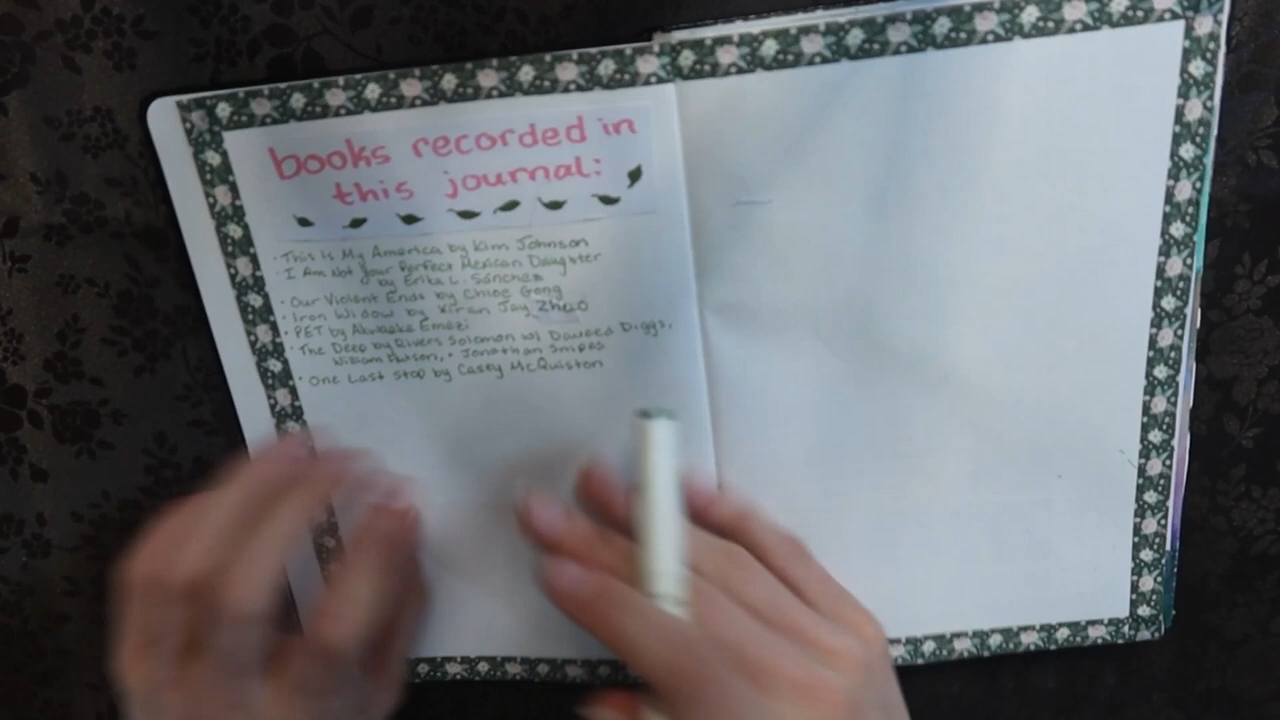 books recorded in
this journal:
· This Is My America by Kim Johnson
· I Am Not Your Perfect Mexican Daughter
by Erika L. Sánchez
· Our Violent Ends by Chloe Gong
· Iron Widow by Xiran Jay Zhao
· PET by Akwaeke Emezi
· The Deep by Rivers Solomon w/ Daveed Diggs,
William Hutson, + Jonathan Snipes
· One Last Stop by Casey McQuiston